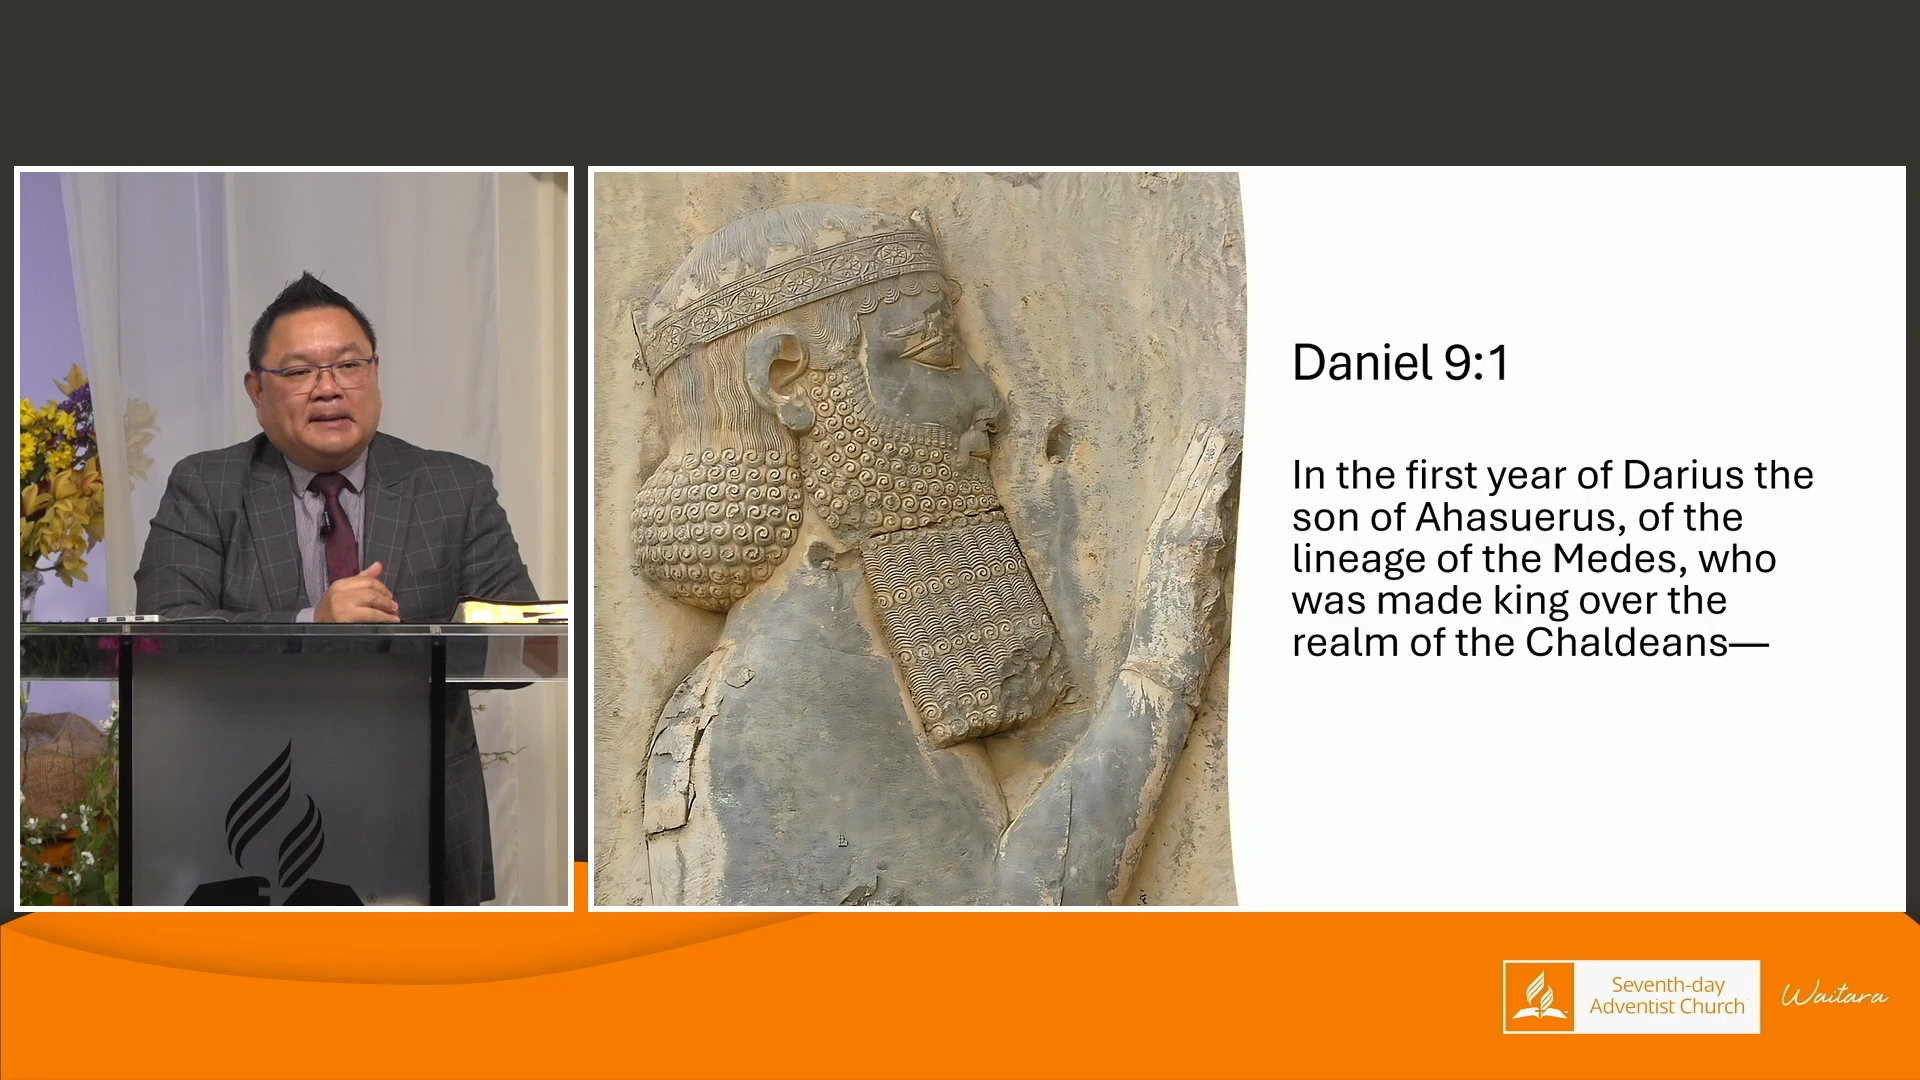 Daniel 9:1
In the first year of Darius the
son of Ahasuerus, of the
lineage of the Medes, who
was made king over the
realm of the Chaldeans—
Seventh-day
Adventist Church
Waitara